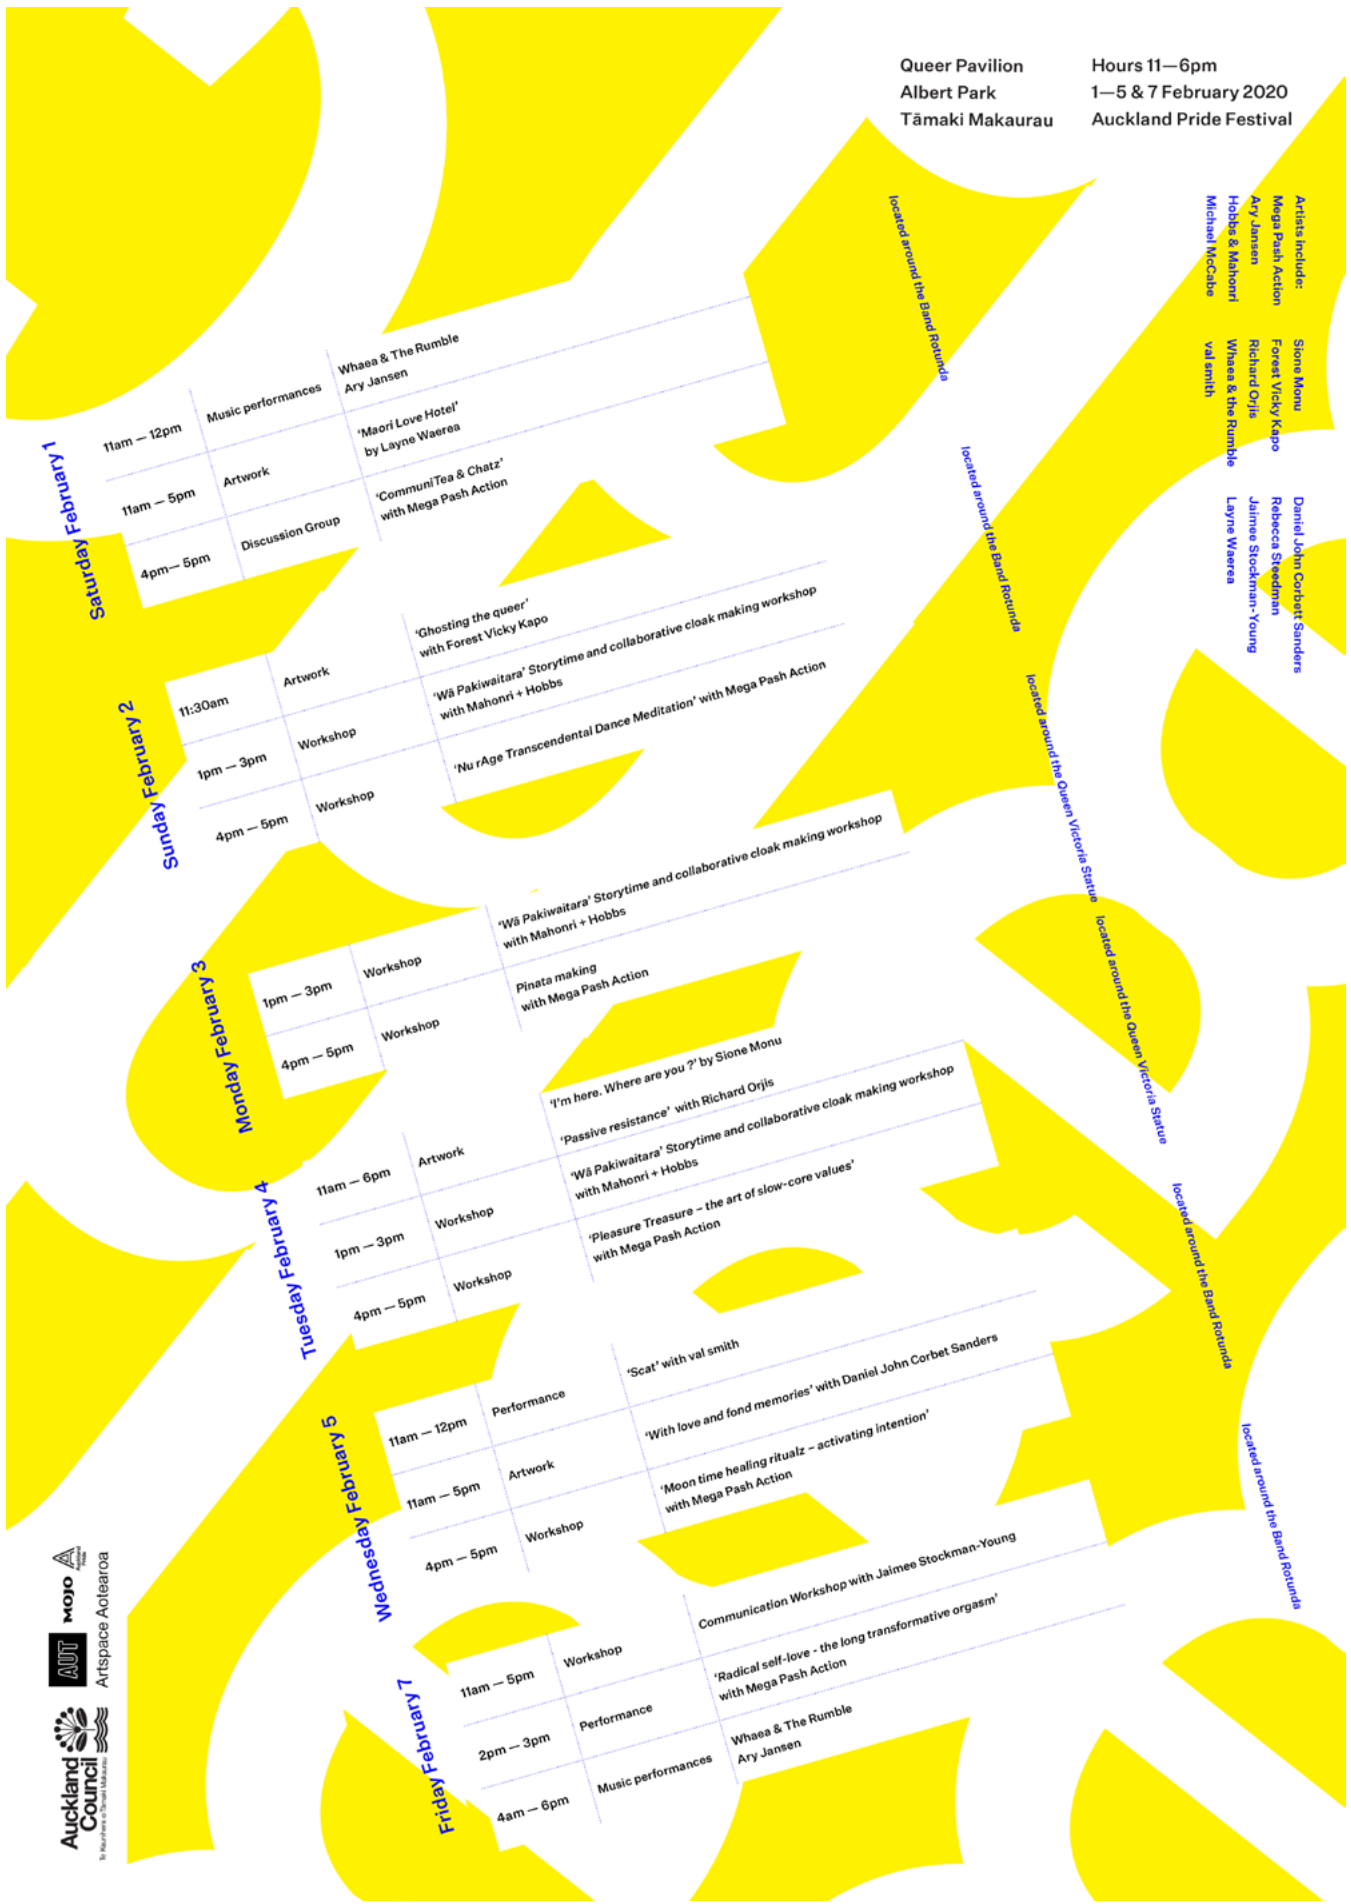 Queer Pavilion
Albert Park
Tāmaki Makaurau
Hours 11—6pm
1—5 & 7 February 2020
Auckland Pride Festival
Artists include:
Mega Pash Action
Ary Jansen
Hobbs & Mahonri
Michael McCabe
Sione Monu
Forest Vicky Kapo
Richard Orjis
Whaea & the Rumble
val smith
Daniel John Corbett Sanders
Rebecca Steedman
Jaimee Stockman-Young
Layne Waerea
Saturday February 1
located around the Band Rotunda
11am — 12pm
Music performances
Whaea & The Rumble
Ary Jansen
11am — 5pm
Artwork
‘Maori Love Hotel’
by Layne Waerea
4pm— 5pm
Discussion Group
‘CommuniTea & Chatz’
with Mega Pash Action
Sunday February 2
located around the Band Rotunda
11:30am
Artwork
‘Ghosting the queer’
with Forest Vicky Kapo
1pm — 3pm
Workshop
‘Wā Pakiwaitara’ Storytime and collaborative cloak making workshop
with Mahonri + Hobbs
4pm — 5pm
Workshop
‘Nu rAge Transcendental Dance Meditation’ with Mega Pash Action
Monday February 3
located around the Queen Victoria Statue
1pm — 3pm
Workshop
‘Wā Pakiwaitara’ Storytime and collaborative cloak making workshop
with Mahonri + Hobbs
4pm — 5pm
Workshop
Pinata making
with Mega Pash Action
Tuesday February 4
located around the Queen Victoria Statue
11am — 6pm
Artwork
‘I’m here. Where are you ?’ by Sione Monu
‘Passive resistance’ with Richard Orjis
1pm — 3pm
Workshop
‘Wā Pakiwaitara’ Storytime and collaborative cloak making workshop
with Mahonri + Hobbs
4pm — 5pm
Workshop
‘Pleasure Treasure – the art of slow-core values’
with Mega Pash Action
Wednesday February 5
located around the Band Rotunda
11am — 12pm
Performance
‘Scat’ with val smith
11am — 5pm
Artwork
‘With love and fond memories’ with Daniel John Corbet Sanders
4pm — 5pm
Workshop
‘Moon time healing ritualz – activating intention’
with Mega Pash Action
Friday February 7
located around the Band Rotunda
11am — 5pm
Workshop
Communication Workshop with Jaimee Stockman-Young
2pm — 3pm
Performance
‘Radical self-love - the long transformative orgasm’
with Mega Pash Action
4am — 6pm
Music performances
Whaea & The Rumble
Ary Jansen
Auckland
Council
Te Kaunihera o Tāmaki Makaurau
AUT
MOJO
Auckland
Pride
Artspace Aotearoa